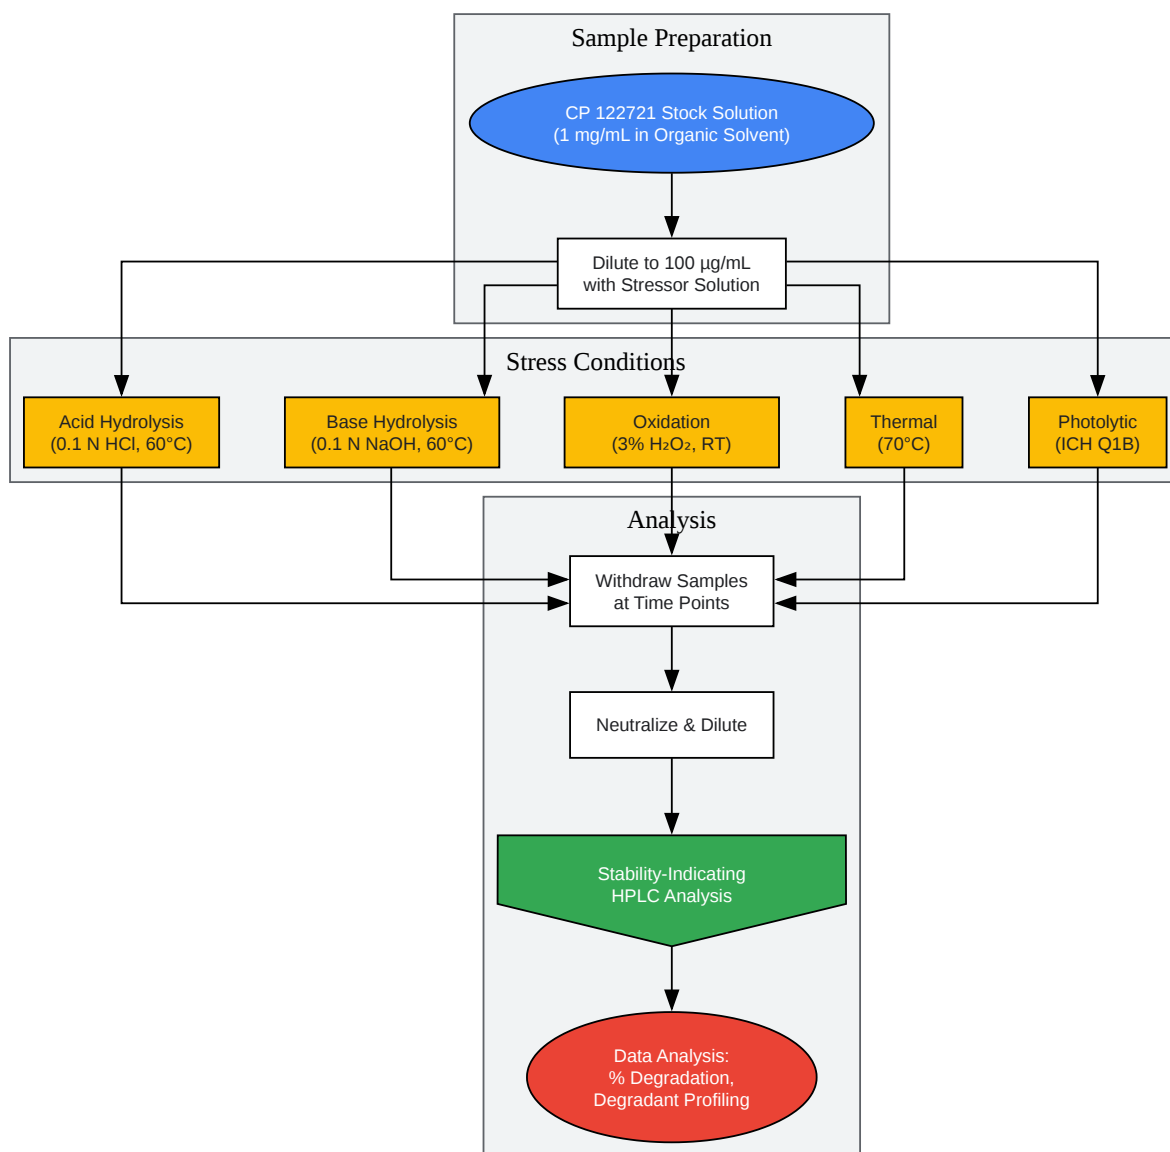 Sample Preparation
CP 122721 Stock Solution
(1 mg/mL in Organic Solvent)
Dilute to 100 µg/mL
with Stressor Solution
Stress Conditions
Acid Hydrolysis
(0.1 N HCl, 60°C)
Base Hydrolysis
(0.1 N NaOH, 60°C)
Oxidation
(3% H₂O₂, RT)
Thermal
(70°C)
Photolytic
(ICH Q1B)
Analysis
Withdraw Samples
at Time Points
Neutralize & Dilute
Stability-Indicating
HPLC Analysis
Data Analysis:
% Degradation,
Degradant Profiling